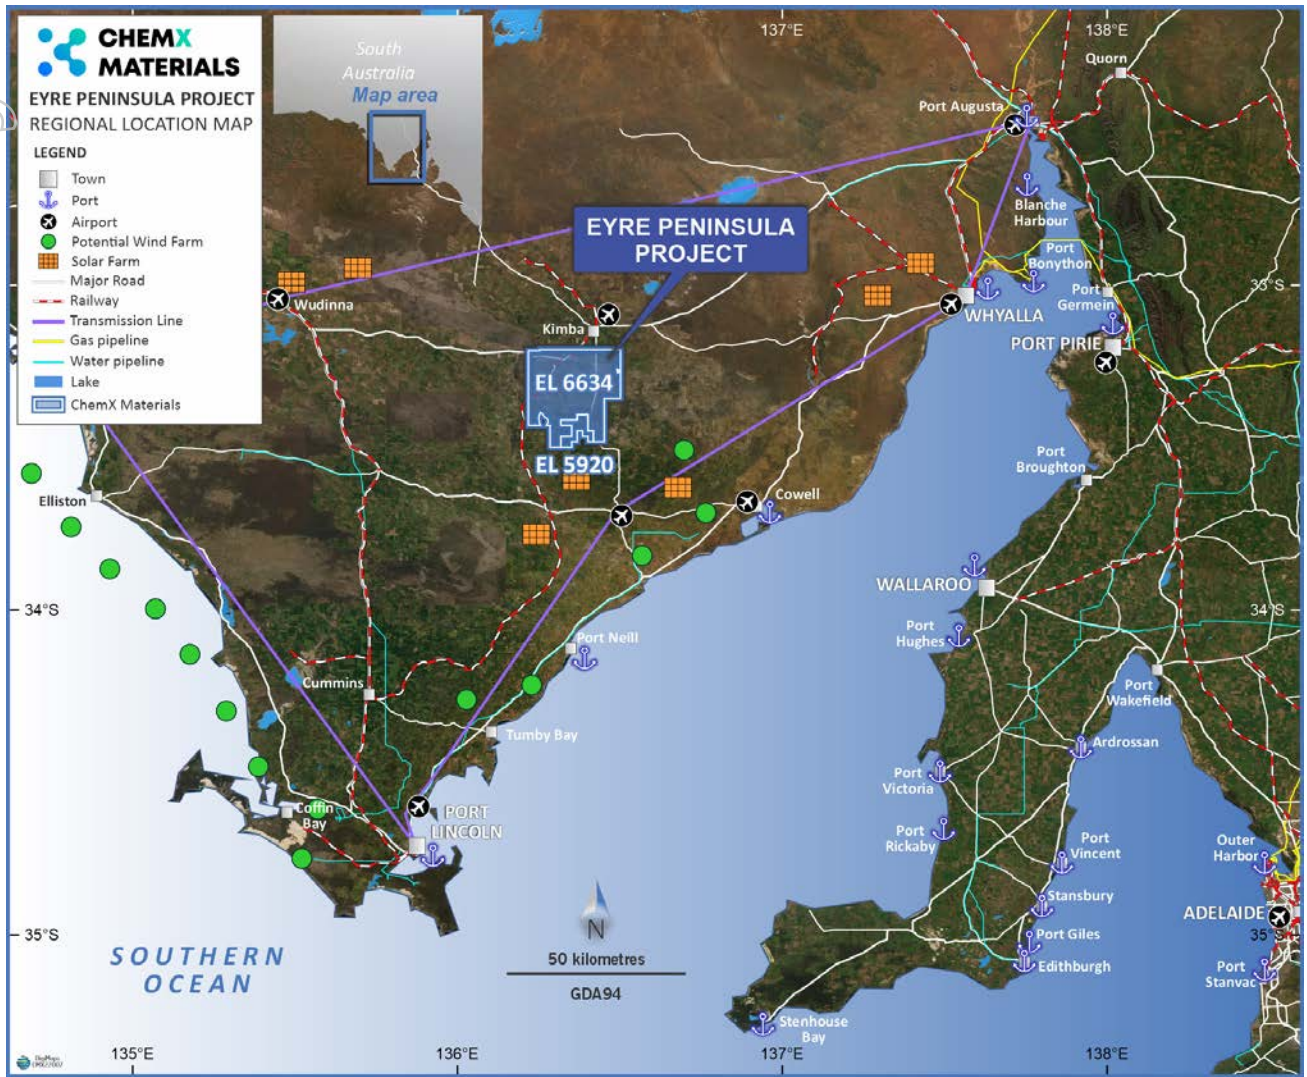 CHEMX
MATERIALS
EYRE PENINSULA PROJECT
REGIONAL LOCATION MAP
LEGEND
Town
Port
Airport
Potential Wind Farm
Solar Farm
Major Road
Railway
Transmission Line
Gas pipeline
Water pipeline
Lake
ChemX Materials
South
Australia
Map area
137°E
138°E
Quorn
Port Augusta
Blanche
Harbour
EYRE PENINSULA
PROJECT
Port
Bonython
33°S
Port
Germein
Wudinna
WHYALLA
Kimba
PORT PIRIE
EL 6634
EL 5920
Port
Broughton
Elliston
Cowell
WALLAROO
34°S
34°S
Port
Hughes
Port Neill
Cummins
Port
Wakefield
Tumby Bay
Ardrossan
Port
Victoria
Coffin
Bay
PORT
LINCOLN
Port
Rickaby
Port
Vincent
Outer
Harbor
Stansbury
ADELAIDE
Port Giles
35°S
35°S
SOUTHERN
OCEAN
N
50 kilometres
GDA94
Edithburgh
Port
Stanvac
Stenhouse
Bay
135°E
136°E
137°E
138°E
DigMaps